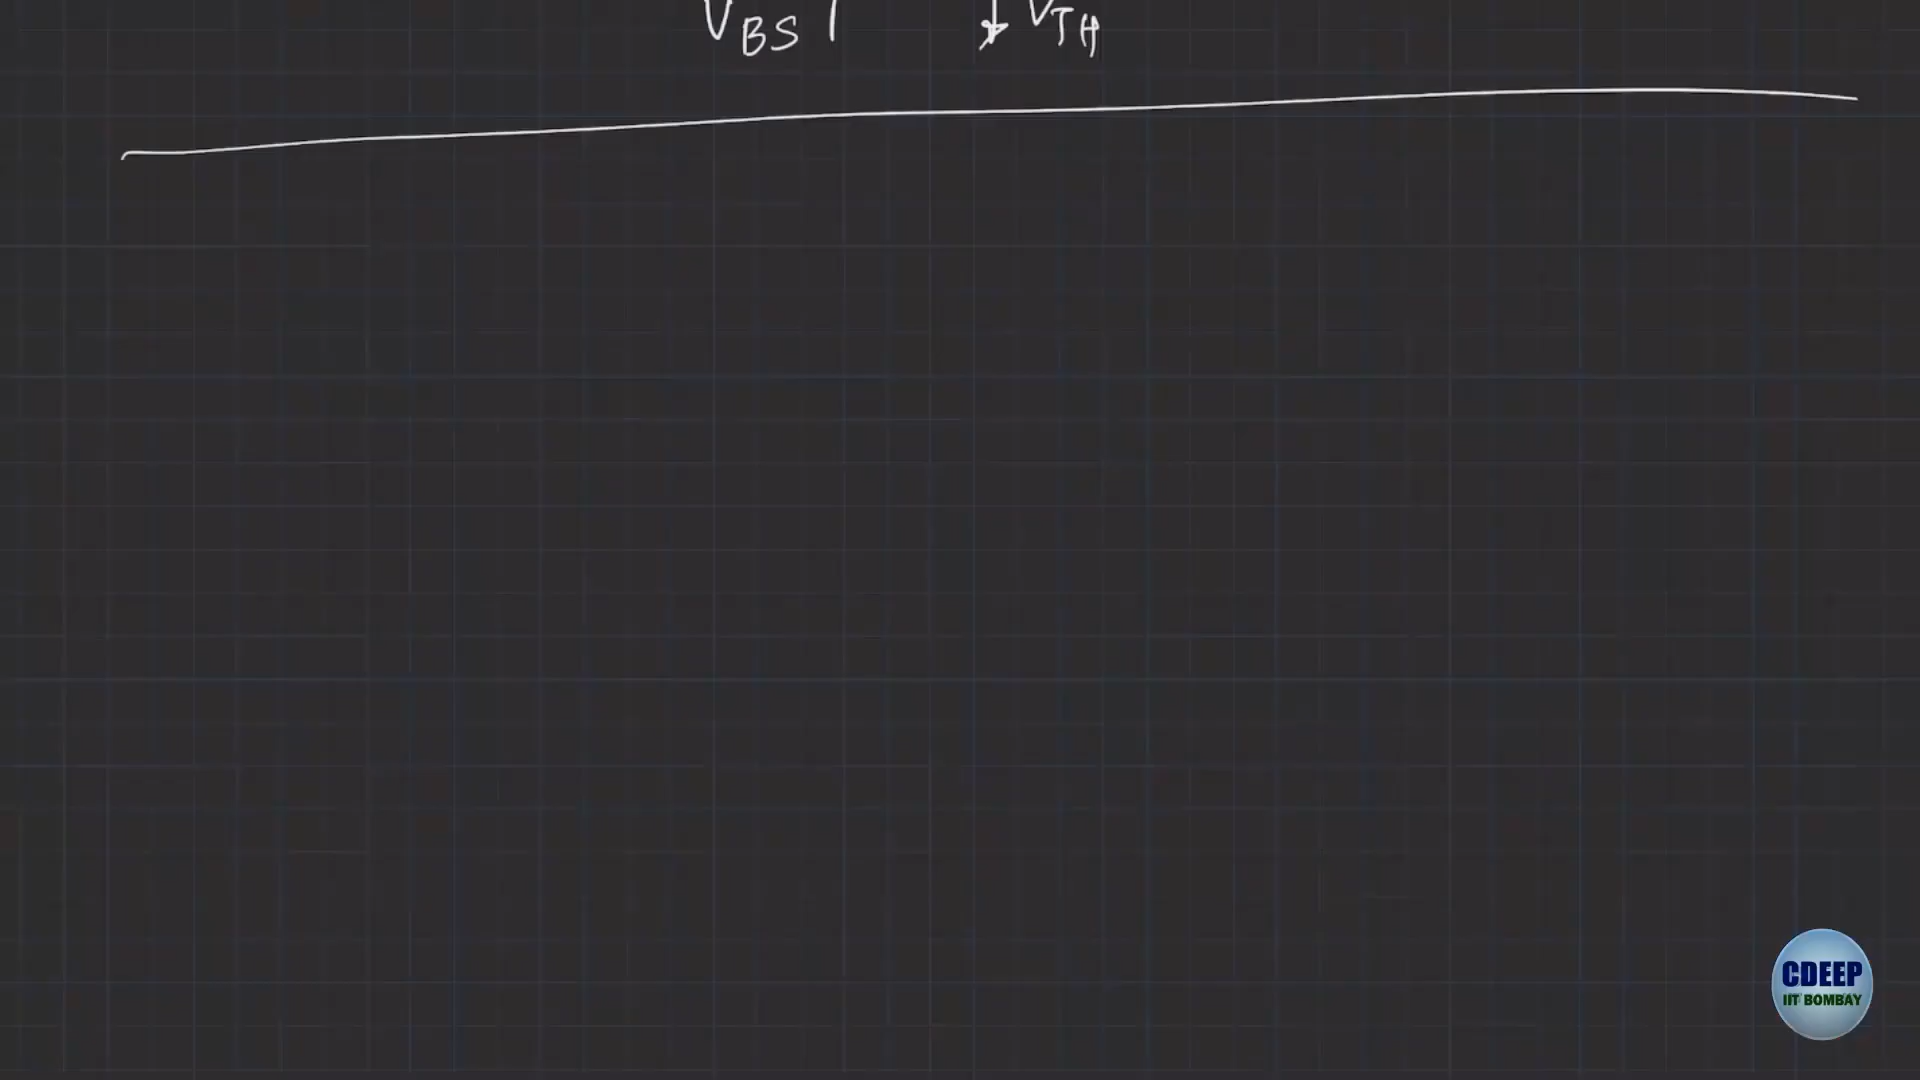 V_BS ↑ ↓ V_TH
CDEEP
IIT BOMBAY